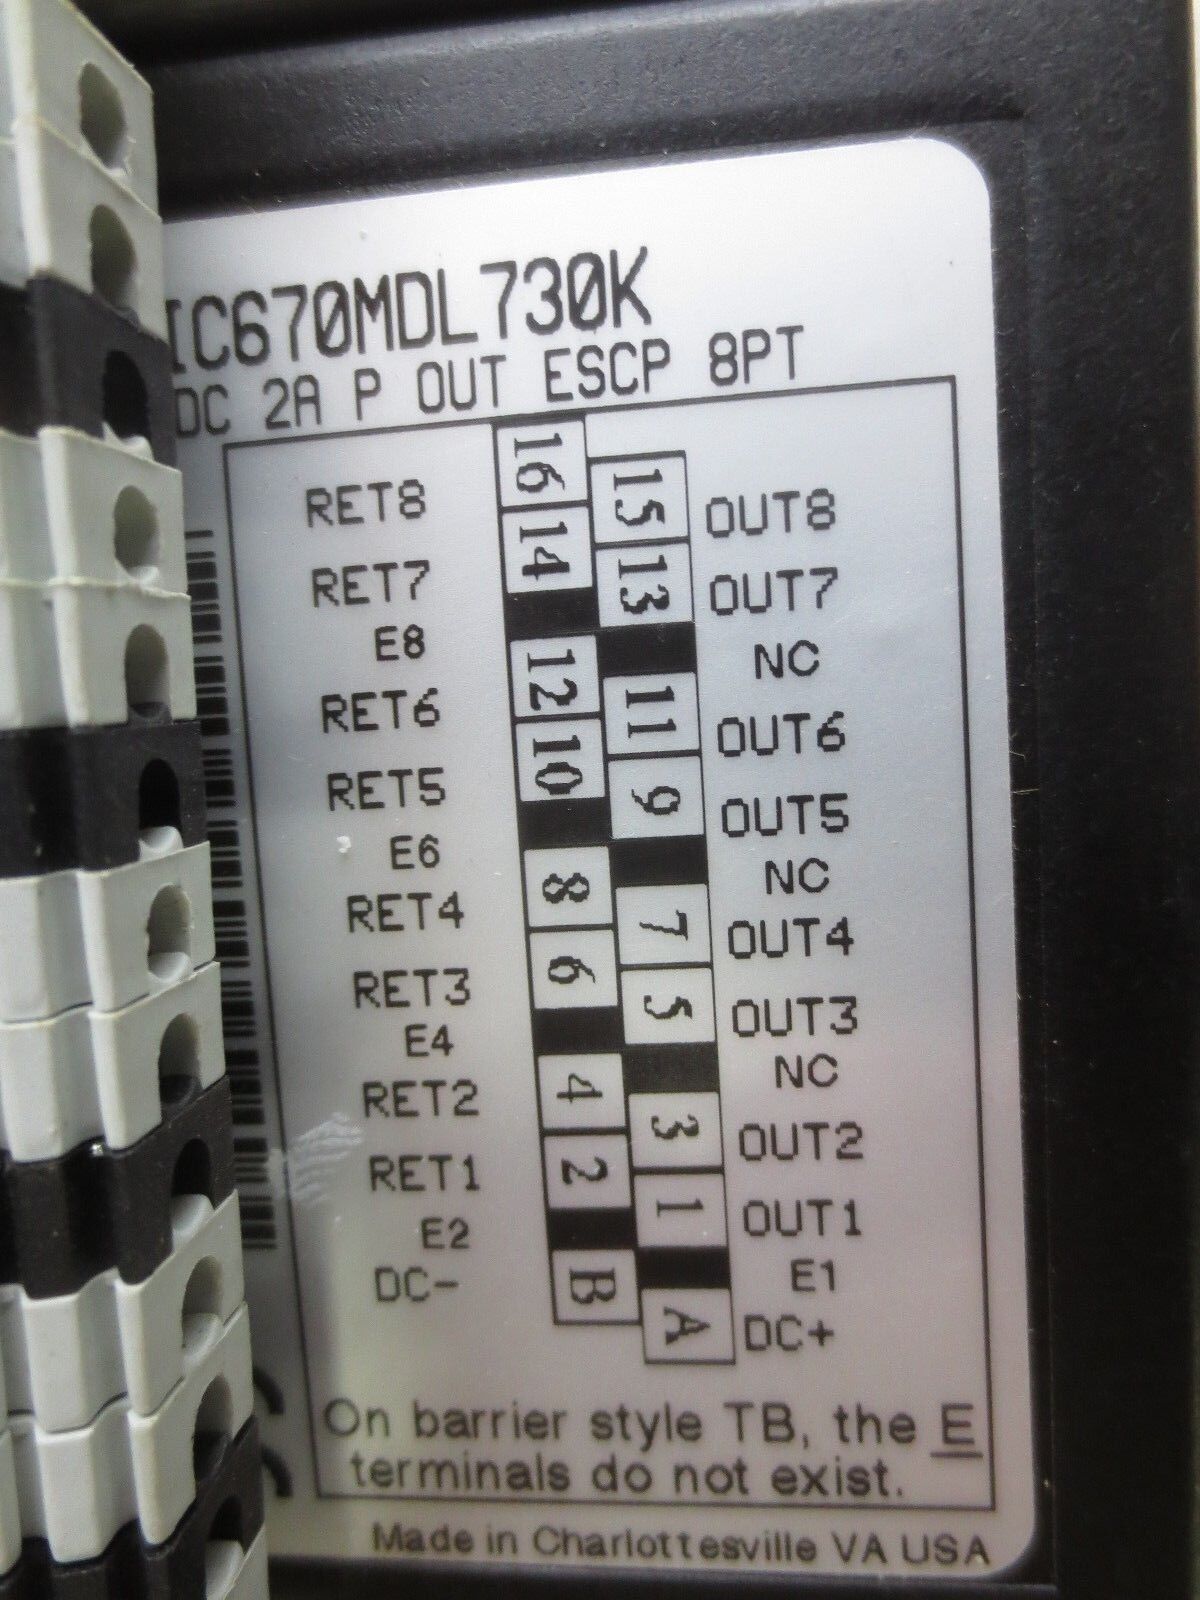 IC670MDL730K
DC 2A P OUT ESCP 8PT
RET8 16 15 OUT8
RET7 14 13 OUT7
E8 NC
RET6 12 11 OUT6
RET5 10 9 OUT5
E6 NC
RET4 8 7 OUT4
RET3 6 5 OUT3
E4 NC
RET2 4 3 OUT2
RET1 2 1 OUT1
E2 E1
DC- B A DC+
On barrier style TB, the E
terminals do not exist.
Made in Charlottesville VA USA